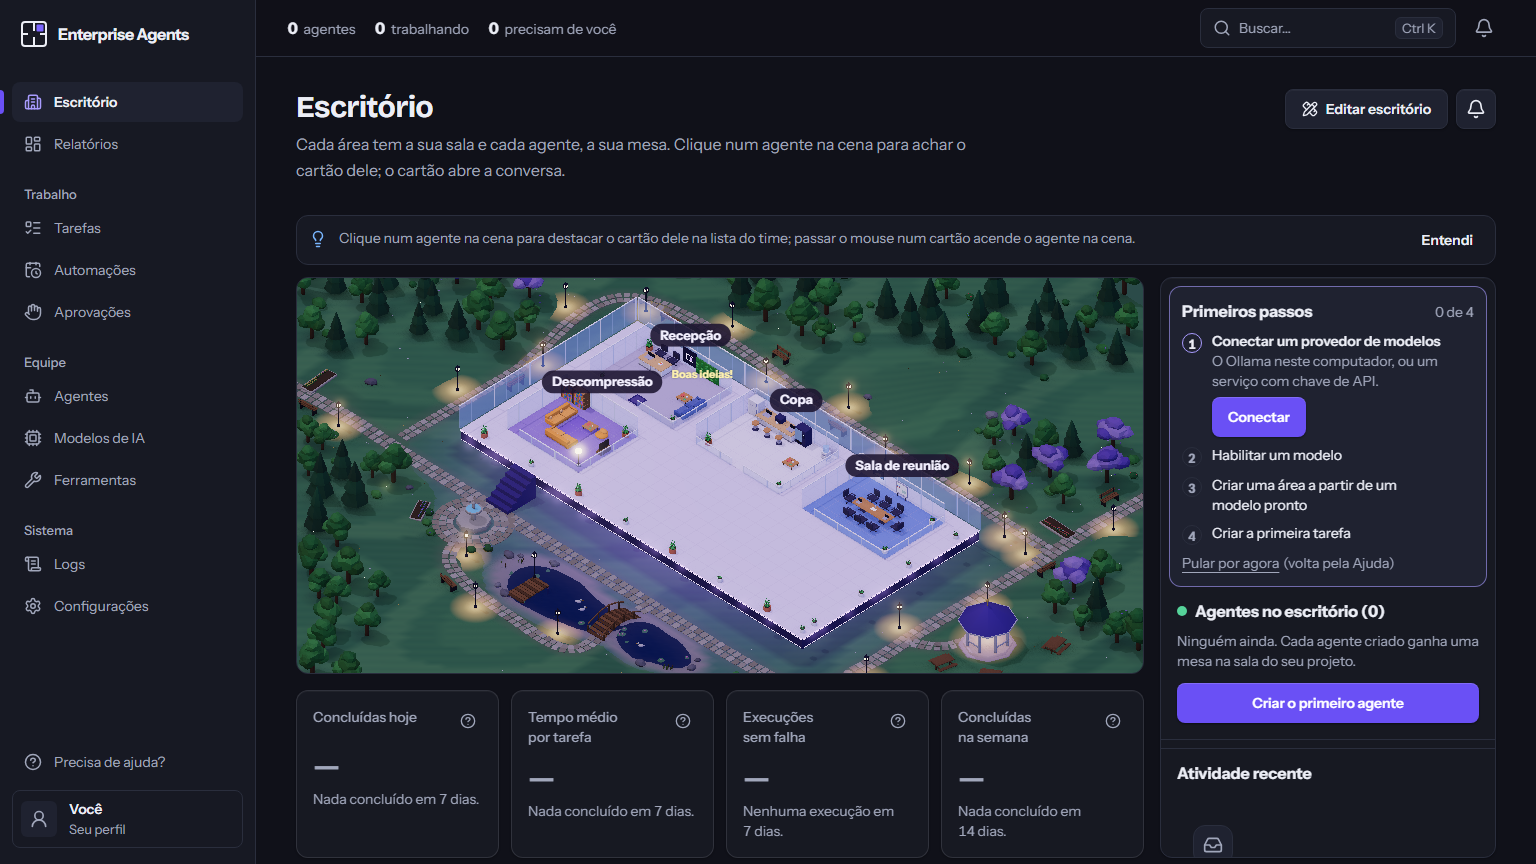 Enterprise Agents
0 agentes 0 trabalhando 0 precisam de você
Buscar... Ctrl K
Escritório
Relatórios
Trabalho
Tarefas
Automações
Aprovações
Equipe
Agentes
Modelos de IA
Ferramentas
Sistema
Logs
Configurações
Precisa de ajuda?
Você
Seu perfil
Escritório
Editar escritório
Cada área tem a sua sala e cada agente, a sua mesa. Clique num agente na cena para achar o
cartão dele; o cartão abre a conversa.
Clique num agente na cena para destacar o cartão dele na lista do time; passar o mouse num cartão acende o agente na cena.
Entendi
Recepção
Boas ideias!
Descompressão
Copa
Sala de reunião
Concluídas hoje
—
Nada concluído em 7 dias.
Tempo médio
por tarefa
—
Nada concluído em 7 dias.
Execuções
sem falha
—
Nenhuma execução em
7 dias.
Concluídas
na semana
—
Nada concluído em
14 dias.
Primeiros passos 0 de 4
1 Conectar um provedor de modelos
O Ollama neste computador, ou um
serviço com chave de API.
Conectar
2 Habilitar um modelo
3 Criar uma área a partir de um
modelo pronto
4 Criar a primeira tarefa
Pular por agora (volta pela Ajuda)
Agentes no escritório (0)
Ninguém ainda. Cada agente criado ganha uma
mesa na sala do seu projeto.
Criar o primeiro agente
Atividade recente